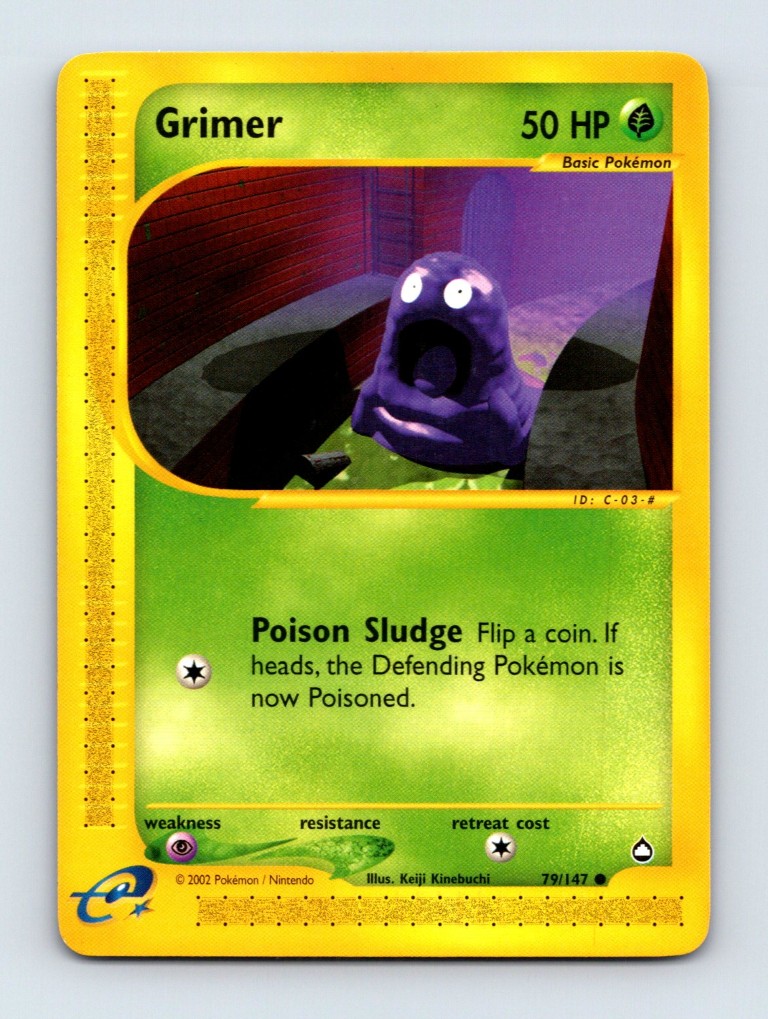 Grimer
50 HP
Basic Pokémon
ID: C-03-#
Poison Sludge Flip a coin. If
heads, the Defending Pokémon is
now Poisoned.
weakness resistance retreat cost
© 2002 Pokémon / Nintendo Illus. Keiji Kinebuchi 79/147
e